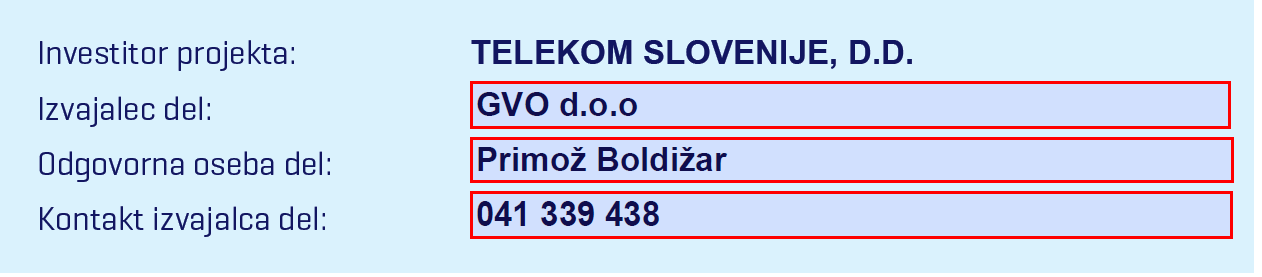 Investitor projekta: TELEKOM SLOVENIJE, D.D.
Izvajalec del: GVO d.o.o
Odgovorna oseba del: Primož Boldižar
Kontakt izvajalca del: 041 339 438